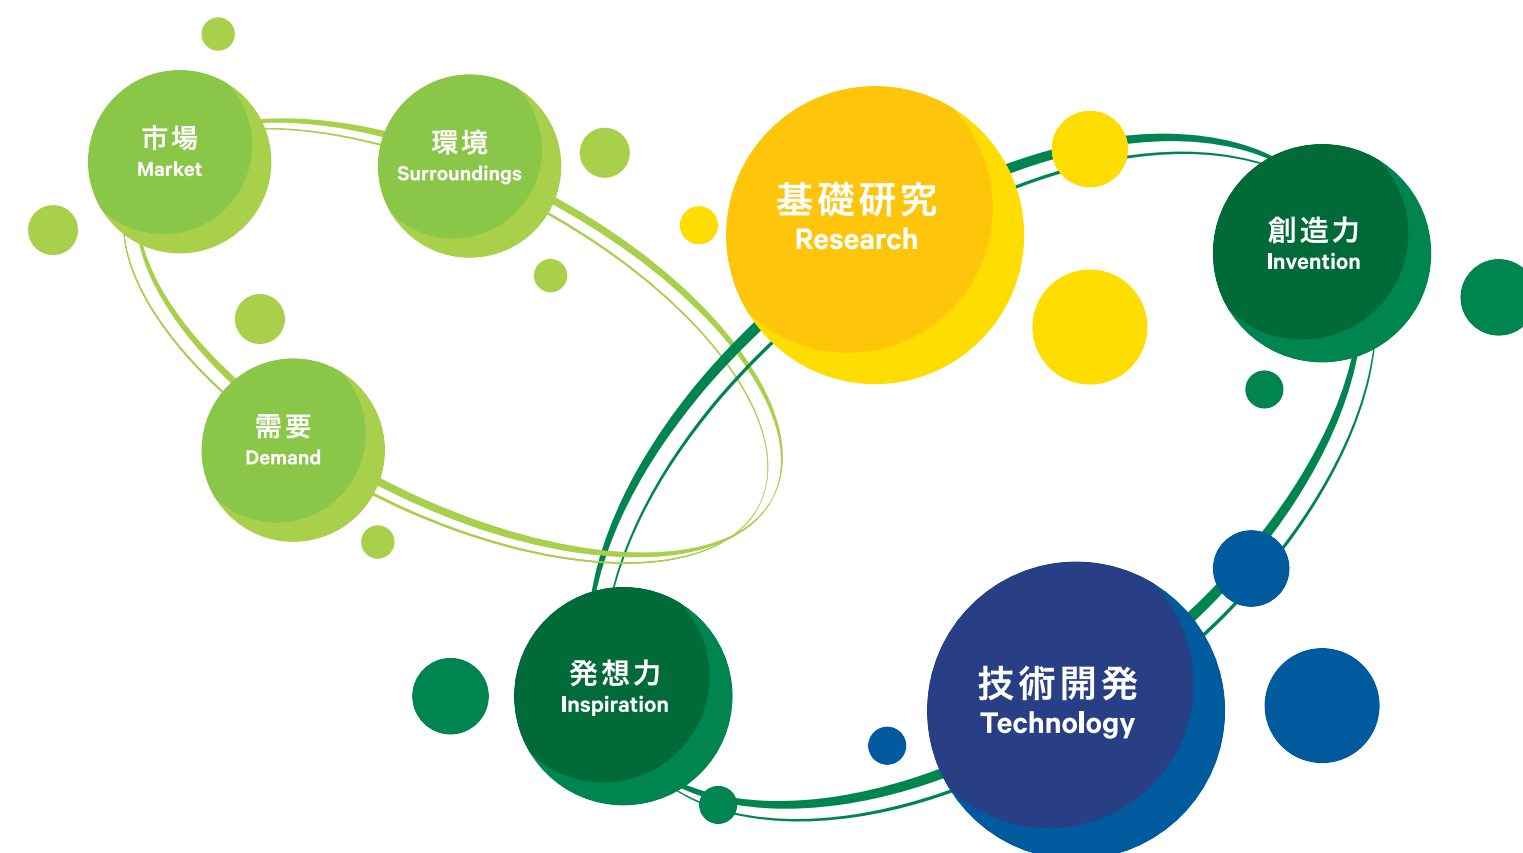 市場
Market
環境
Surroundings
基礎研究
Research
創造力
Invention
需要
Demand
発想力
Inspiration
技術開発
Technology